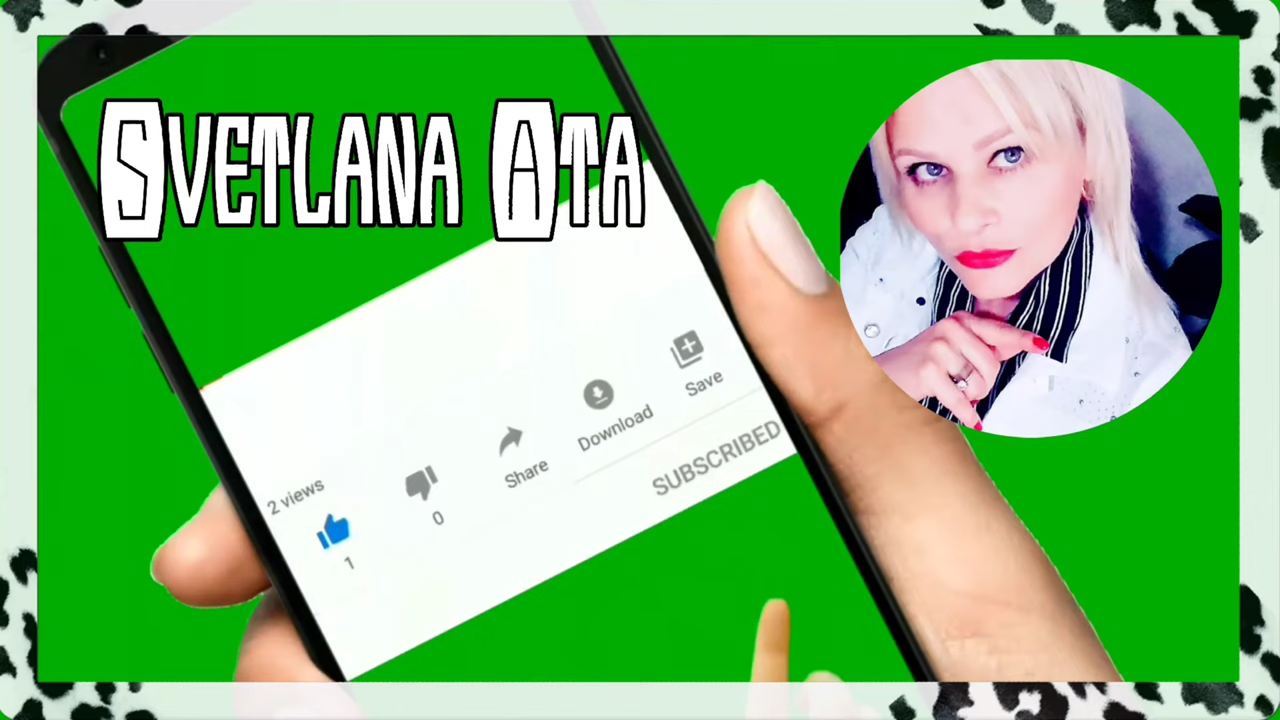 Svetlana Ata
2 views
1
0
Share
Download
Save
SUBSCRIBED